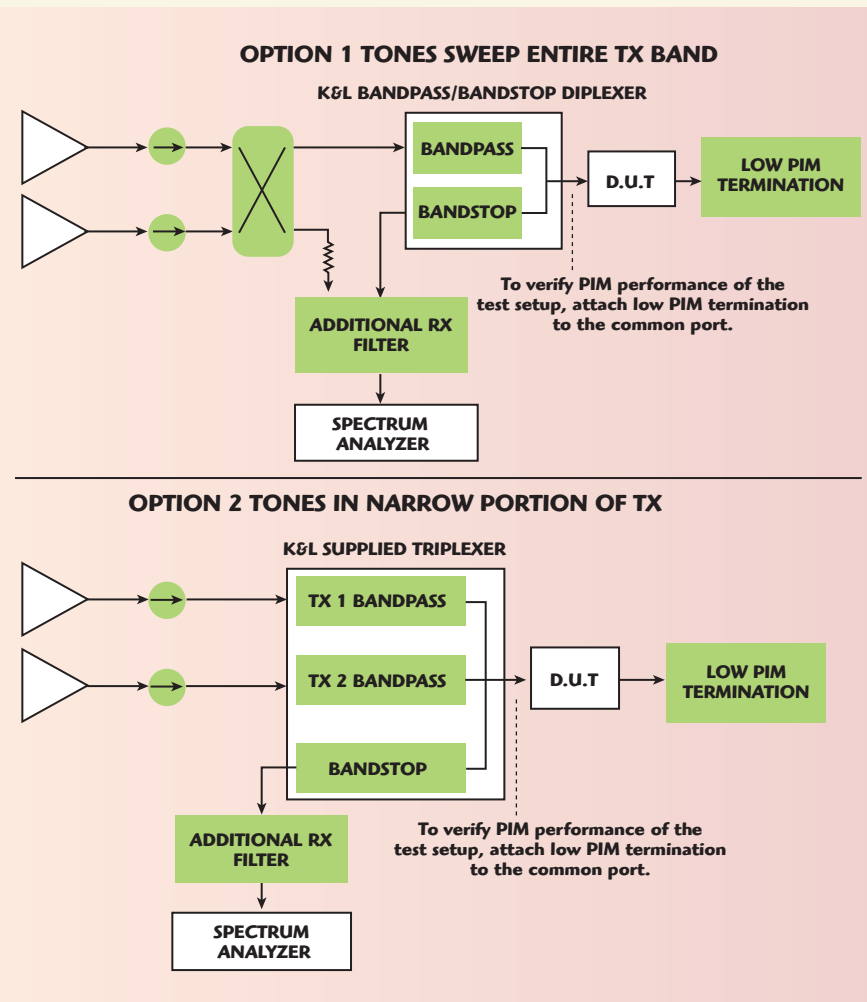 OPTION 1 TONES SWEEP ENTIRE TX BAND
K&L BANDPASS/BANDSTOP DIPLEXER
BANDPASS
BANDSTOP
D.U.T
LOW PIM
TERMINATION
To verify PIM performance of the
test setup, attach low PIM termination
to the common port.
ADDITIONAL RX
FILTER
SPECTRUM
ANALYZER
OPTION 2 TONES IN NARROW PORTION OF TX
K&L SUPPLIED TRIPLEXER
TX 1 BANDPASS
TX 2 BANDPASS
BANDSTOP
D.U.T
LOW PIM
TERMINATION
To verify PIM performance of the
test setup, attach low PIM termination
to the common port.
ADDITIONAL RX
FILTER
SPECTRUM
ANALYZER